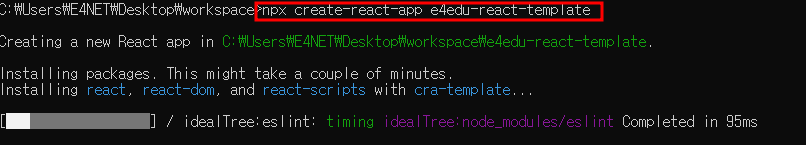 C:₩Users₩E4NET₩Desktop₩workspace>npx create-react-app e4edu-react-template
Creating a new React app in C:₩Users₩E4NET₩Desktop₩workspace₩e4edu-react-template.
Installing packages. This might take a couple of minutes.
Installing react, react-dom, and react-scripts with cra-template...
[██████████████████] / idealTree:eslint: timing idealTree:node_modules/eslint Completed in 95ms